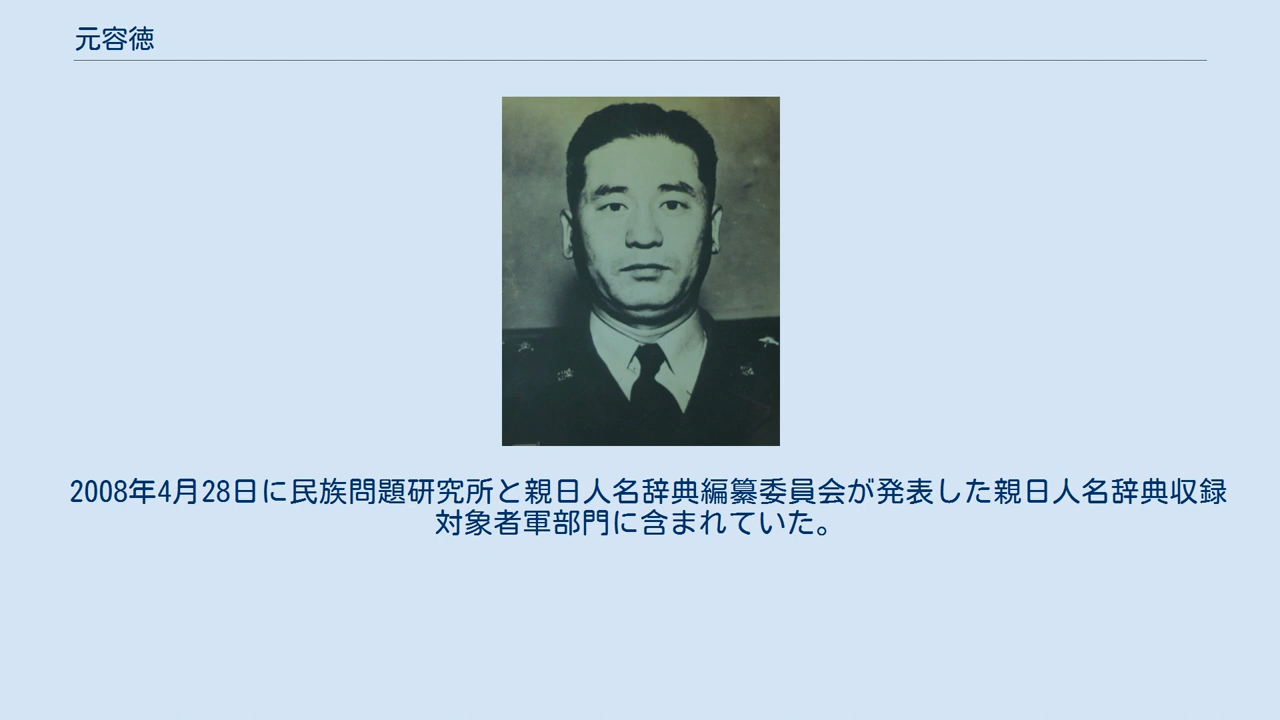 元容徳
2008年4月28日に民族問題研究所と親日人名辞典編纂委員会が発表した親日人名辞典収録
対象者軍部門に含まれていた。